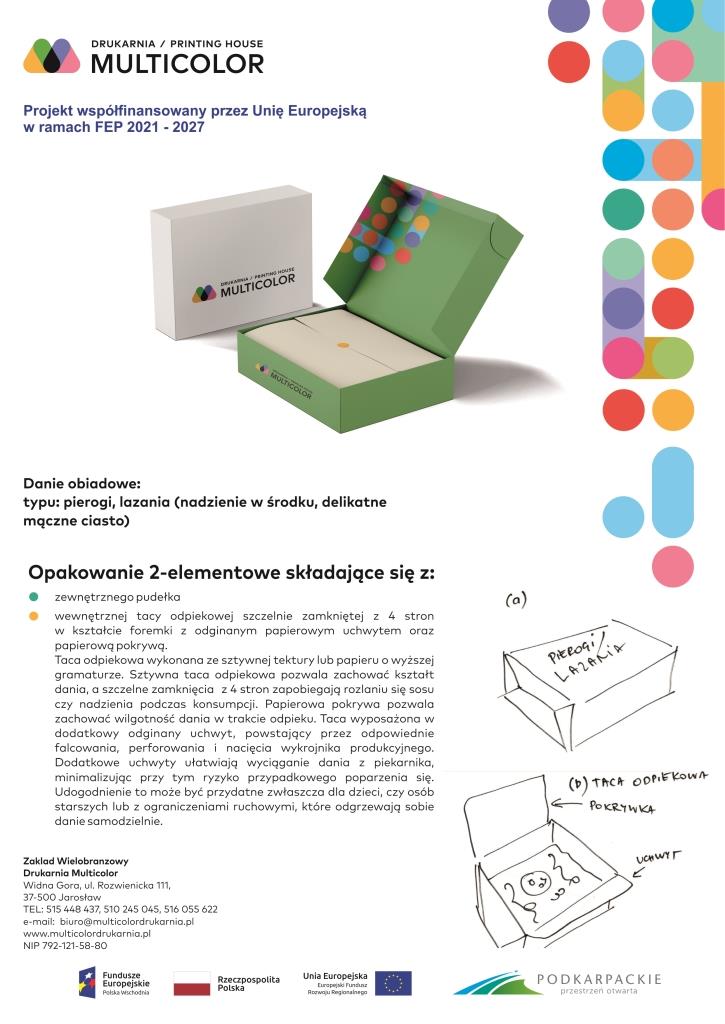 DRUKARNIA / PRINTING HOUSE
MULTICOLOR
Projekt współfinansowany przez Unię Europejską
w ramach FEP 2021 - 2027
DRUKARNIA / PRINTING HOUSE
MULTICOLOR
DRUKARNIA / PRINTING HOUSE
MULTICOLOR
Danie obiadowe:
typu: pierogi, lazania (nadzienie w środku, delikatne
mączne ciasto)
Opakowanie 2-elementowe składające się z:
zewnętrznego pudełka
wewnętrznej tacy odpiekowej szczelnie zamkniętej z 4 stron
w kształcie foremki z odginanym papierowym uchwytem oraz
papierową pokrywą.
Taca odpiekowa wykonana ze sztywnej tektury lub papieru o wyższej
gramaturze. Sztywna taca odpiekowa pozwala zachować kształt
dania, a szczelne zamknięcia z 4 stron zapobiegają rozlaniu się sosu
czy nadzienia podczas konsumpcji. Papierowa pokrywa pozwala
zachować wilgotność dania w trakcie odpieku. Taca wyposażona w
dodatkowy odginany uchwyt, powstający przez odpowiednie
falcowania, perforowania i nacięcia wykrojnika produkcyjnego.
Dodatkowe uchwyty ułatwiają wyciąganie dania z piekarnika,
minimalizując przy tym ryzyko przypadkowego poparzenia się.
Udogodnienie to może być przydatne zwłaszcza dla dzieci, czy osób
starszych lub z ograniczeniami ruchowymi, które odgrzewają sobie
danie samodzielnie.
(a)
PIEROGI/
LAZANIA
(b) TACA ODPIEKOWA
POKRYWKA
UCHWYT
Zakład Wielobranżowy
Drukarnia Multicolor
Widna Gora, ul. Rozwienicka 111,
37-500 Jarosław
TEL: 515 448 437, 510 245 045, 516 055 622
e-mail: biuro@multicolordrukarnia.pl
www.multicolordrukarnia.pl
NIP 792-121-58-80
Fundusze
Europejskie
Polska Wschodnia
Rzeczpospolita
Polska
Unia Europejska
Europejski Fundusz
Rozwoju Regionalnego
PODKARPACKIE
przestrzeń otwarta